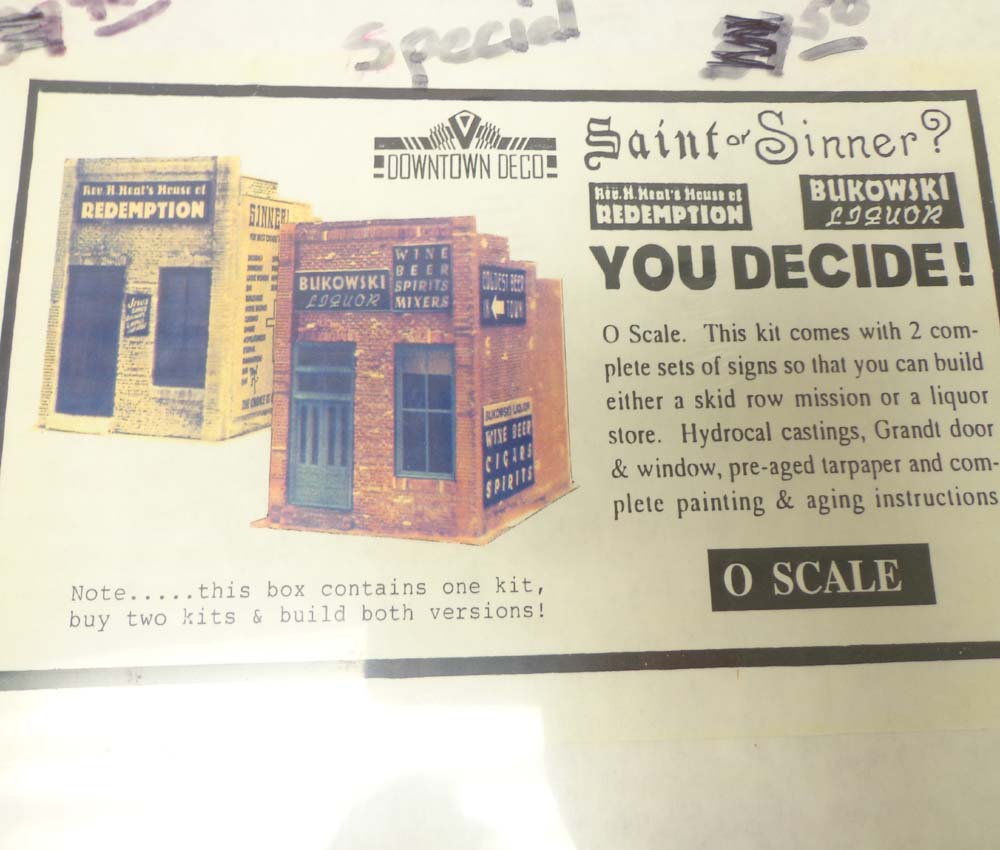 Special
50
DOWNTOWN DECO
Saint or Sinner?
Rev. H. Heat's House of
REDEMPTION
BUKOWSKI
LIQUOR
YOU DECIDE!
O Scale. This kit comes with 2 com-
plete sets of signs so that you can build
either a skid row mission or a liquor
store. Hydrocal castings, Grandt door
& window, pre-aged tarpaper and com-
plete painting & aging instructions
O SCALE
Rev. H. Heat's House of
REDEMPTION
SINNER!
JESUS
BUKOWSKI
LIQUOR
WINE
BEER
SPIRITS
MIXERS
COLDEST BEER
IN TOWN
BUKOWSKI LIQUOR
WINE BEER
CIGARS
SPIRITS
Note.....this box contains one kit,
buy two kits & build both versions!